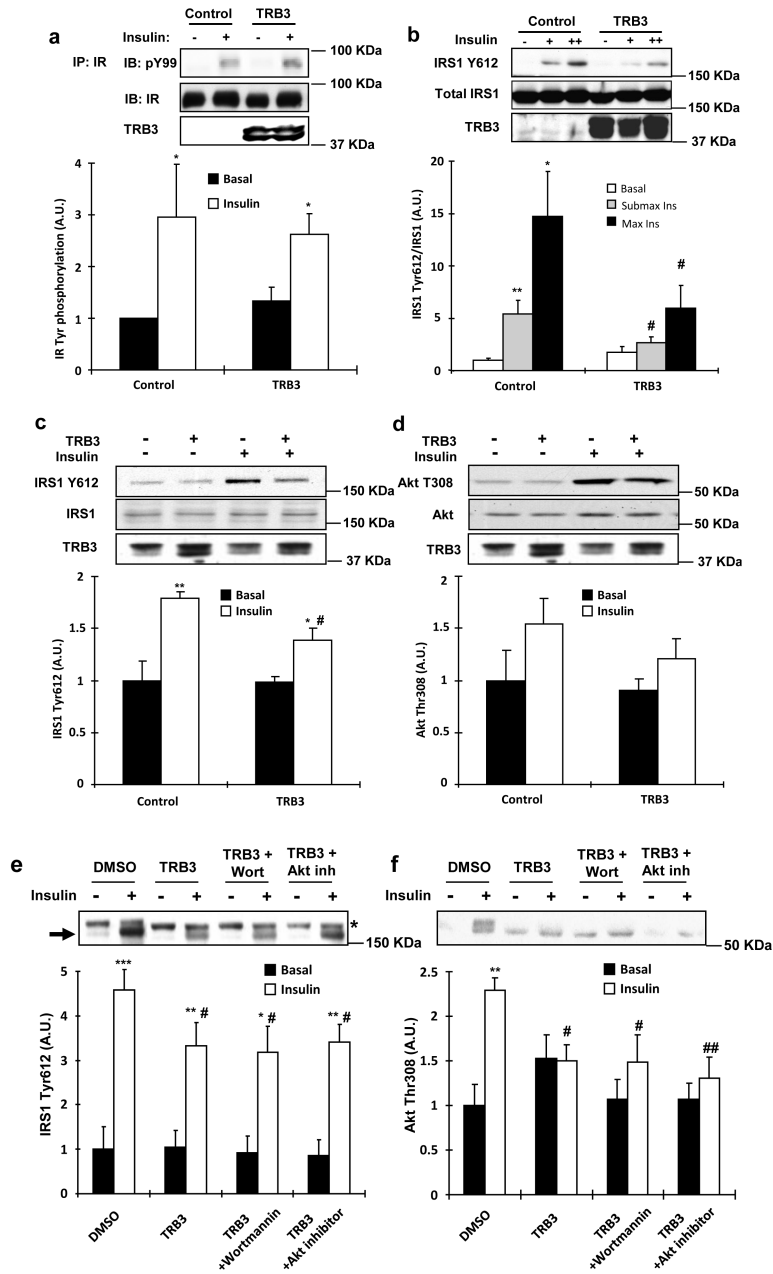 a
Control TRB3
Insulin: - + - +
IP: IR IB: pY99 100 KDa
100 KDa
IB: IR
TRB3
37 KDa
IR Tyr phosphorylation (A.U.)
4
3
2
1
0
*
*
Basal
Insulin
Control TRB3
b
Control TRB3
Insulin - + ++ - + ++
IRS1 Y612
150 KDa
Total IRS1
150 KDa
TRB3
37 KDa
IRS1 Tyr612/IRS1 (A.U.)
20
15
10
5
0
**
*
#
#
Basal
Submax Ins
Max Ins
Control TRB3
c
TRB3 - + - +
Insulin - - + +
IRS1 Y612
150 KDa
IRS1
150 KDa
TRB3
37 KDa
IRS1 Tyr612 (A.U.)
2
1.5
1
0.5
0
**
* #
Basal
Insulin
Control TRB3
d
TRB3 - + - +
Insulin - - + +
Akt T308
50 KDa
Akt
50 KDa
TRB3
37 KDa
Akt Thr308 (A.U.)
2
1.5
1
0.5
0
Basal
Insulin
Control TRB3
e
DMSO TRB3 TRB3 + Wort TRB3 + Akt inh
Insulin - + - + - + - +
*
150 KDa
IRS1 Tyr612 (A.U.)
5
4
3
2
1
0
***
** #
* #
** #
Basal
Insulin
DMSO
TRB3
TRB3 +Wortmannin
TRB3 +Akt inhibitor
f
DMSO TRB3 TRB3 + Wort TRB3 + Akt inh
Insulin - + - + - + - +
50 KDa
Akt Thr308 (A.U.)
2.5
2
1.5
1
0.5
0
**
#
#
##
Basal
Insulin
DMSO
TRB3
TRB3 +Wortmannin
TRB3 +Akt inhibitor